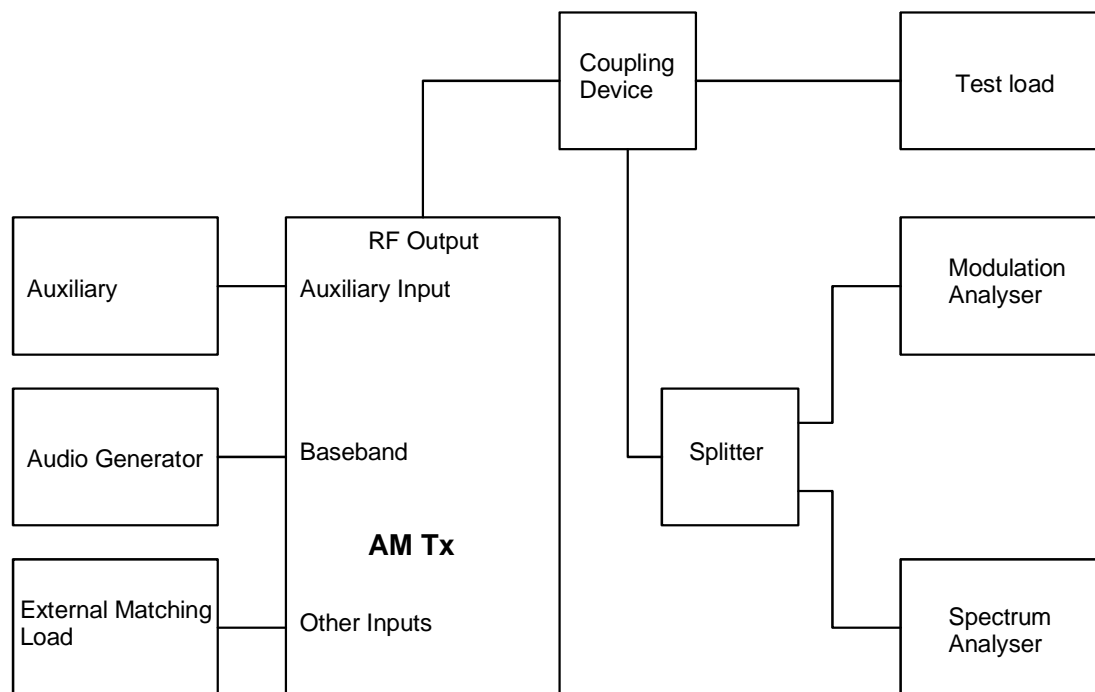 Coupling
Device
Test load
RF Output
Auxiliary
Auxiliary Input
Modulation
Analyser
Audio Generator
Baseband
Splitter
AM Tx
External Matching
Load
Other Inputs
Spectrum
Analyser